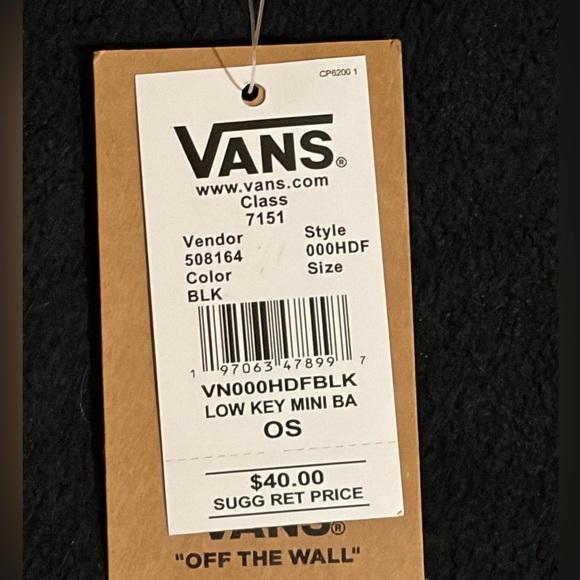 CP6200 1
VANS®
www.vans.com
Class
7151
Vendor Style
508164 000HDF
Color Size
BLK
1 97063 47899 7
VN000HDFBLK
LOW KEY MINI BA
OS
$40.00
SUGG RET PRICE
VANS®
"OFF THE WALL"